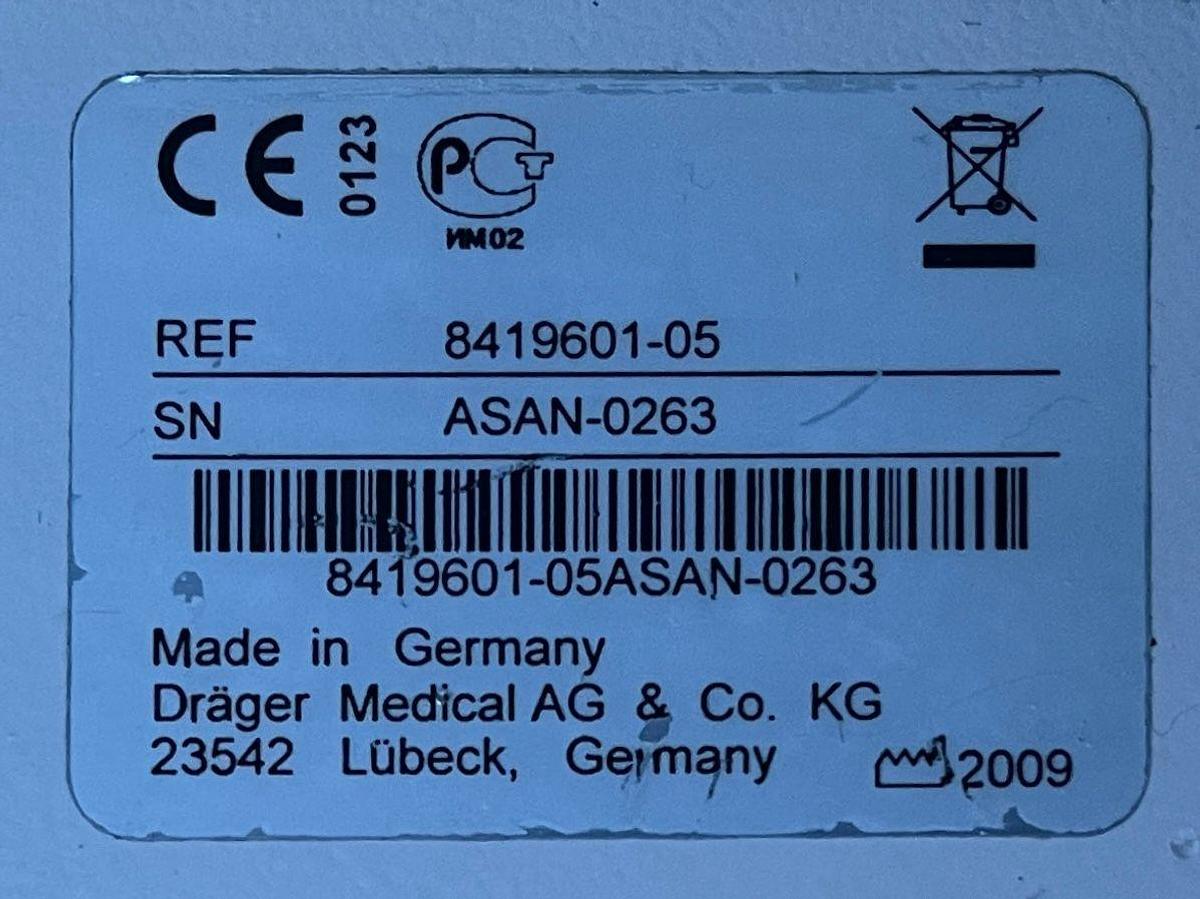 CE 0123 РСТ
ИМ02
REF 8419601-05
SN ASAN-0263
8419601-05ASAN-0263
Made in Germany
Dräger Medical AG & Co. KG
23542 Lübeck, Germany 2009